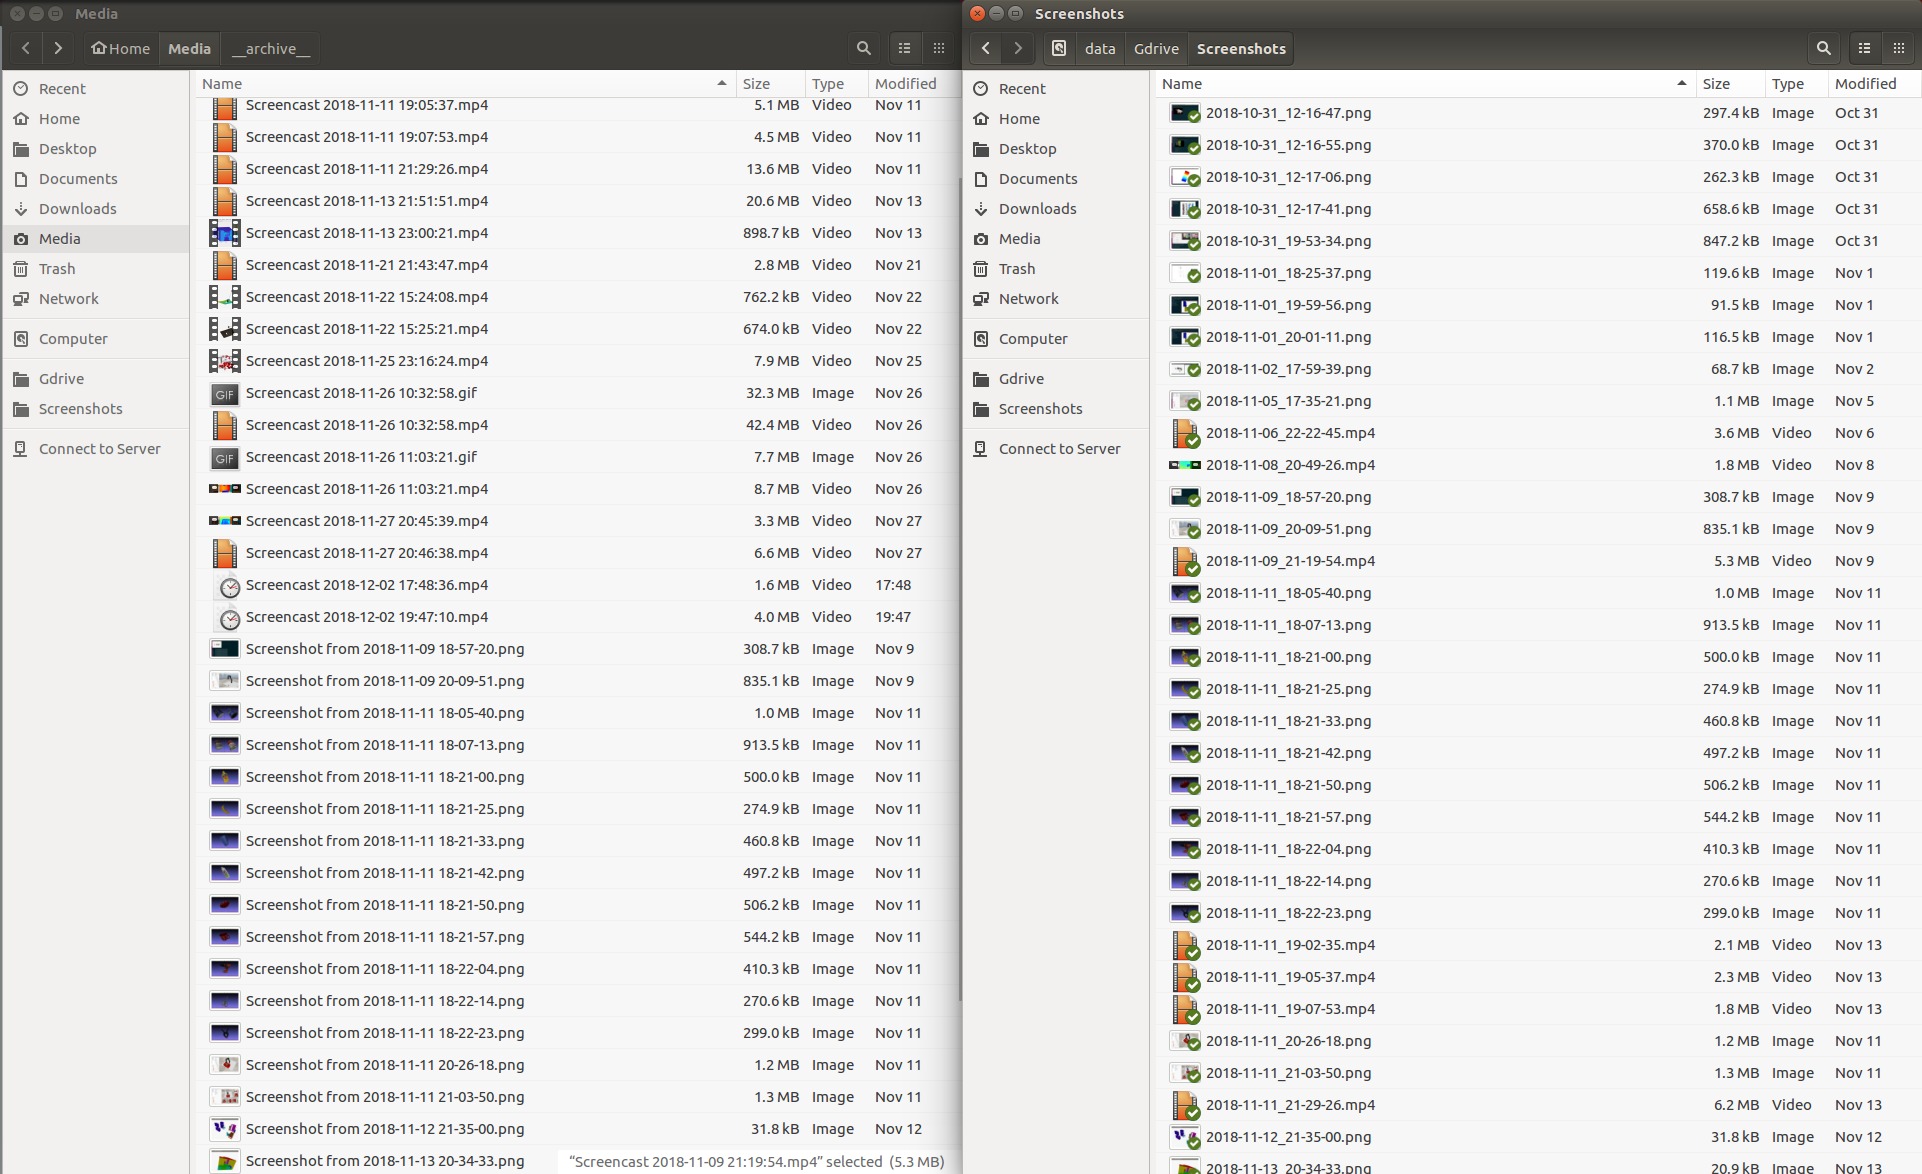 Media
Home Media __archive__
Recent
Home
Desktop
Documents
Downloads
Media
Trash
Network
Computer
Gdrive
Screenshots
Connect to Server
Name Size Type Modified
Screencast 2018-11-11 19:05:37.mp4 5.1 MB Video Nov 11
Screencast 2018-11-11 19:07:53.mp4 4.5 MB Video Nov 11
Screencast 2018-11-11 21:29:26.mp4 13.6 MB Video Nov 11
Screencast 2018-11-13 21:51:51.mp4 20.6 MB Video Nov 13
Screencast 2018-11-13 23:00:21.mp4 898.7 kB Video Nov 13
Screencast 2018-11-21 21:43:47.mp4 2.8 MB Video Nov 21
Screencast 2018-11-22 15:24:08.mp4 762.2 kB Video Nov 22
Screencast 2018-11-22 15:25:21.mp4 674.0 kB Video Nov 22
Screencast 2018-11-25 23:16:24.mp4 7.9 MB Video Nov 25
GIF Screencast 2018-11-26 10:32:58.gif 32.3 MB Image Nov 26
Screencast 2018-11-26 10:32:58.mp4 42.4 MB Video Nov 26
GIF Screencast 2018-11-26 11:03:21.gif 7.7 MB Image Nov 26
Screencast 2018-11-26 11:03:21.mp4 8.7 MB Video Nov 26
Screencast 2018-11-27 20:45:39.mp4 3.3 MB Video Nov 27
Screencast 2018-11-27 20:46:38.mp4 6.6 MB Video Nov 27
Screencast 2018-12-02 17:48:36.mp4 1.6 MB Video 17:48
Screencast 2018-12-02 19:47:10.mp4 4.0 MB Video 19:47
Screenshot from 2018-11-09 18-57-20.png 308.7 kB Image Nov 9
Screenshot from 2018-11-09 20-09-51.png 835.1 kB Image Nov 9
Screenshot from 2018-11-11 18-05-40.png 1.0 MB Image Nov 11
Screenshot from 2018-11-11 18-07-13.png 913.5 kB Image Nov 11
Screenshot from 2018-11-11 18-21-00.png 500.0 kB Image Nov 11
Screenshot from 2018-11-11 18-21-25.png 274.9 kB Image Nov 11
Screenshot from 2018-11-11 18-21-33.png 460.8 kB Image Nov 11
Screenshot from 2018-11-11 18-21-42.png 497.2 kB Image Nov 11
Screenshot from 2018-11-11 18-21-50.png 506.2 kB Image Nov 11
Screenshot from 2018-11-11 18-21-57.png 544.2 kB Image Nov 11
Screenshot from 2018-11-11 18-22-04.png 410.3 kB Image Nov 11
Screenshot from 2018-11-11 18-22-14.png 270.6 kB Image Nov 11
Screenshot from 2018-11-11 18-22-23.png 299.0 kB Image Nov 11
Screenshot from 2018-11-11 20-26-18.png 1.2 MB Image Nov 11
Screenshot from 2018-11-11 21-03-50.png 1.3 MB Image Nov 11
Screenshot from 2018-11-12 21-35-00.png 31.8 kB Image Nov 12
Screenshot from 2018-11-13 20-34-33.png
“Screencast 2018-11-09 21:19:54.mp4” selected (5.3 MB)
Screenshots
data Gdrive Screenshots
Recent
Home
Desktop
Documents
Downloads
Media
Trash
Network
Computer
Gdrive
Screenshots
Connect to Server
Name Size Type Modified
2018-10-31_12-16-47.png 297.4 kB Image Oct 31
2018-10-31_12-16-55.png 370.0 kB Image Oct 31
2018-10-31_12-17-06.png 262.3 kB Image Oct 31
2018-10-31_12-17-41.png 658.6 kB Image Oct 31
2018-10-31_19-53-34.png 847.2 kB Image Oct 31
2018-11-01_18-25-37.png 119.6 kB Image Nov 1
2018-11-01_19-59-56.png 91.5 kB Image Nov 1
2018-11-01_20-01-11.png 116.5 kB Image Nov 1
2018-11-02_17-59-39.png 68.7 kB Image Nov 2
2018-11-05_17-35-21.png 1.1 MB Image Nov 5
2018-11-06_22-22-45.mp4 3.6 MB Video Nov 6
2018-11-08_20-49-26.mp4 1.8 MB Video Nov 8
2018-11-09_18-57-20.png 308.7 kB Image Nov 9
2018-11-09_20-09-51.png 835.1 kB Image Nov 9
2018-11-09_21-19-54.mp4 5.3 MB Video Nov 9
2018-11-11_18-05-40.png 1.0 MB Image Nov 11
2018-11-11_18-07-13.png 913.5 kB Image Nov 11
2018-11-11_18-21-00.png 500.0 kB Image Nov 11
2018-11-11_18-21-25.png 274.9 kB Image Nov 11
2018-11-11_18-21-33.png 460.8 kB Image Nov 11
2018-11-11_18-21-42.png 497.2 kB Image Nov 11
2018-11-11_18-21-50.png 506.2 kB Image Nov 11
2018-11-11_18-21-57.png 544.2 kB Image Nov 11
2018-11-11_18-22-04.png 410.3 kB Image Nov 11
2018-11-11_18-22-14.png 270.6 kB Image Nov 11
2018-11-11_18-22-23.png 299.0 kB Image Nov 11
2018-11-11_19-02-35.mp4 2.1 MB Video Nov 13
2018-11-11_19-05-37.mp4 2.3 MB Video Nov 13
2018-11-11_19-07-53.mp4 1.8 MB Video Nov 13
2018-11-11_20-26-18.png 1.2 MB Image Nov 11
2018-11-11_21-03-50.png 1.3 MB Image Nov 11
2018-11-11_21-29-26.mp4 6.2 MB Video Nov 13
2018-11-12_21-35-00.png 31.8 kB Image Nov 12
2018-11-13_20-34-33.png 20.9 kB Image Nov 13